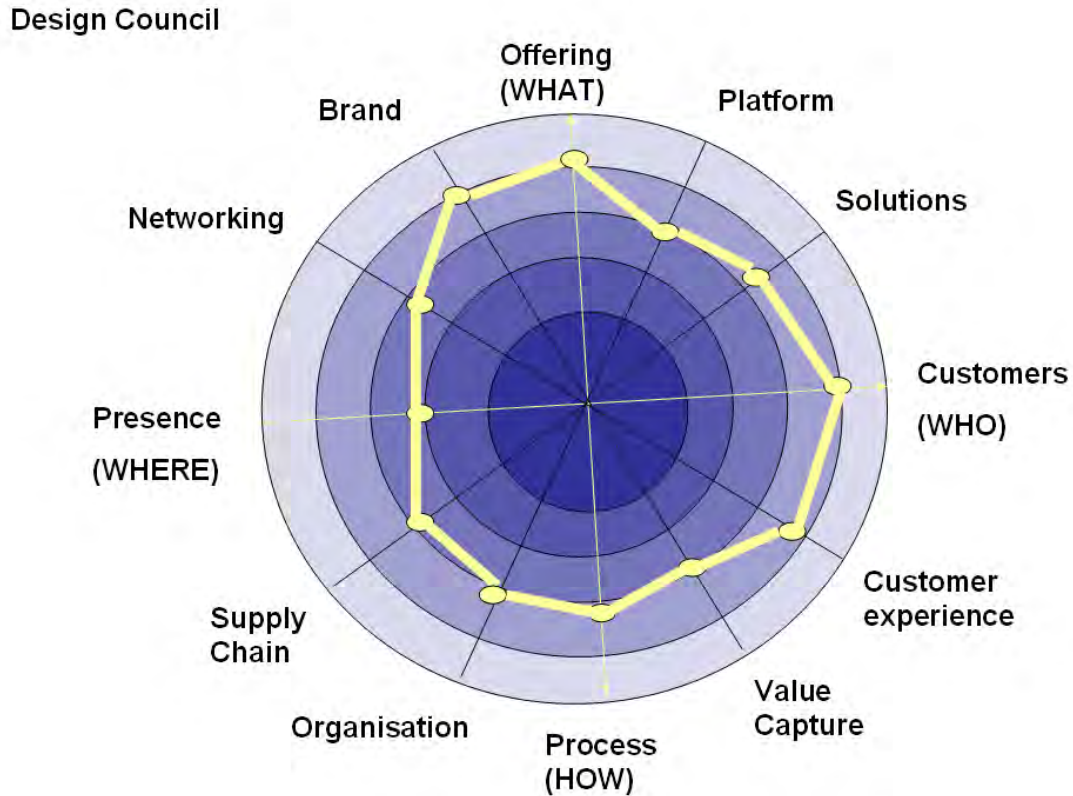 Design Council
Offering
(WHAT)
Platform
Brand
Solutions
Networking
Customers
(WHO)
Presence
(WHERE)
Customer
experience
Supply
Chain
Value
Capture
Organisation
Process
(HOW)